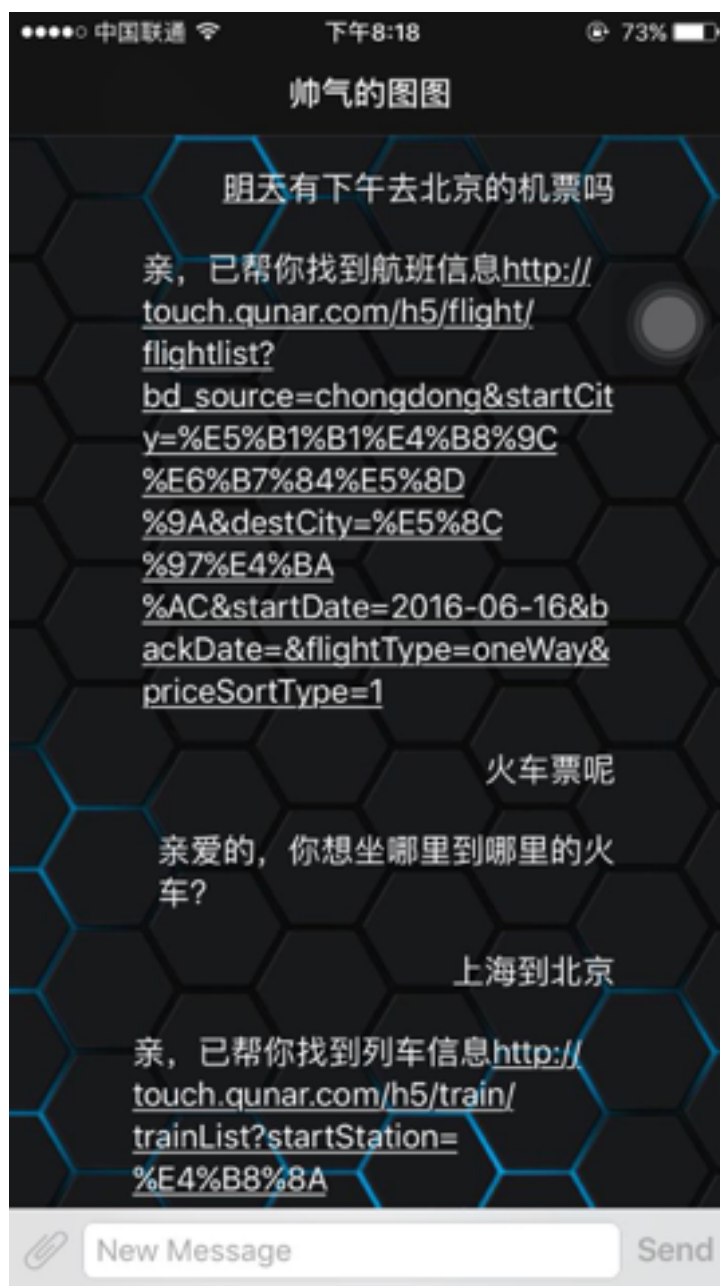 ●●●●○ 中国联通 下午8:18 73%
帅气的图图
明天有下午去北京的机票吗
亲，已帮你找到航班信息http://
touch.qunar.com/h5/flight/
flightlist?
bd_source=chongdong&startCit
y=%E5%B1%B1%E4%B8%9C
%E6%B7%84%E5%8D
%9A&destCity=%E5%8C
%97%E4%BA
%AC&startDate=2016-06-16&b
ackDate=&flightType=oneWay&
priceSortType=1
火车票呢
亲爱的，你想坐哪里到哪里的火
车?
上海到北京
亲，已帮你找到列车信息http://
touch.qunar.com/h5/train/
trainList?startStation=
%E4%B8%8A
New Message Send